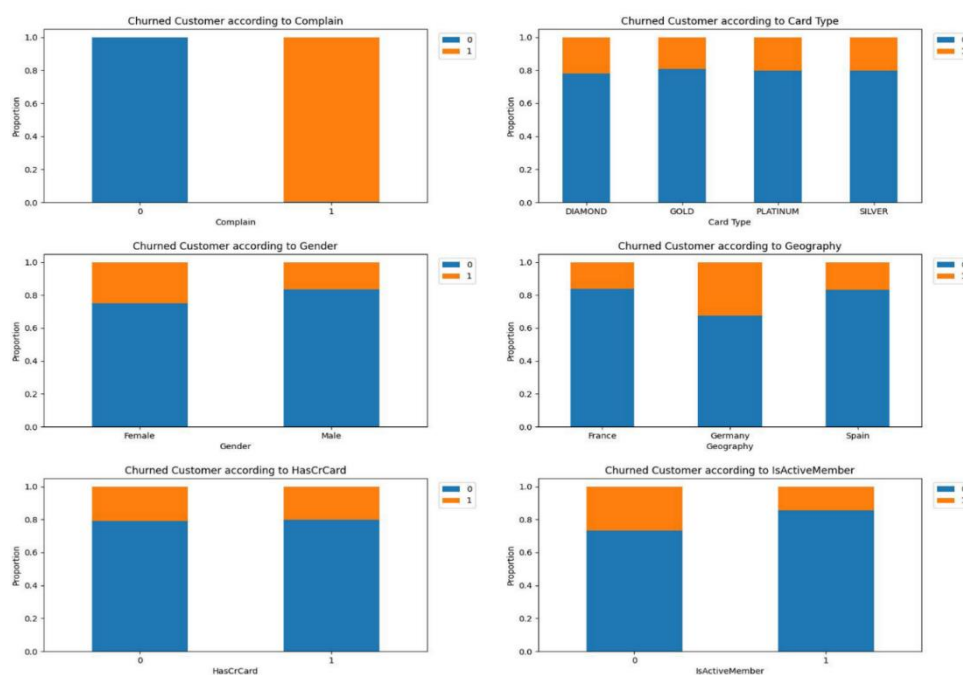 Churned Customer according to Complain
1.0
0.8
0.6
0.4
0.2
0.0
Proportion
0
1
Complain
0
1
Churned Customer according to Card Type
1.0
0.8
0.6
0.4
0.2
0.0
Proportion
DIAMOND
GOLD
PLATINUM
SILVER
Card Type
Churned Customer according to Gender
1.0
0.8
0.6
0.4
0.2
0.0
Proportion
Female
Male
Gender
0
1
Churned Customer according to Geography
1.0
0.8
0.6
0.4
0.2
0.0
Proportion
France
Germany
Spain
Geography
Churned Customer according to HasCrCard
1.0
0.8
0.6
0.4
0.2
0.0
Proportion
0
1
HasCrCard
0
1
Churned Customer according to IsActiveMember
1.0
0.8
0.6
0.4
0.2
0.0
Proportion
0
1
IsActiveMember